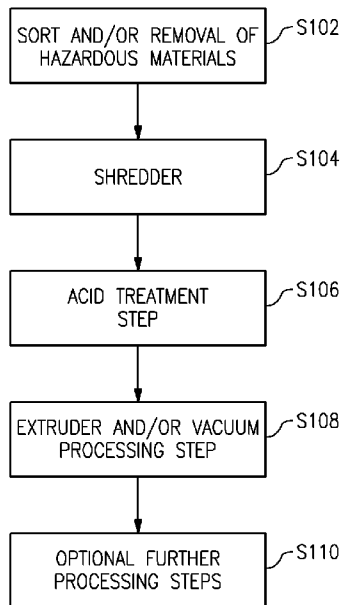 SORT AND/OR REMOVAL OF
HAZARDOUS MATERIALS
S102
SHREDDER
S104
ACID TREATMENT
STEP
S106
EXTRUDER AND/OR VACUUM
PROCESSING STEP
S108
OPTIONAL FURTHER
PROCESSING STEPS
S110